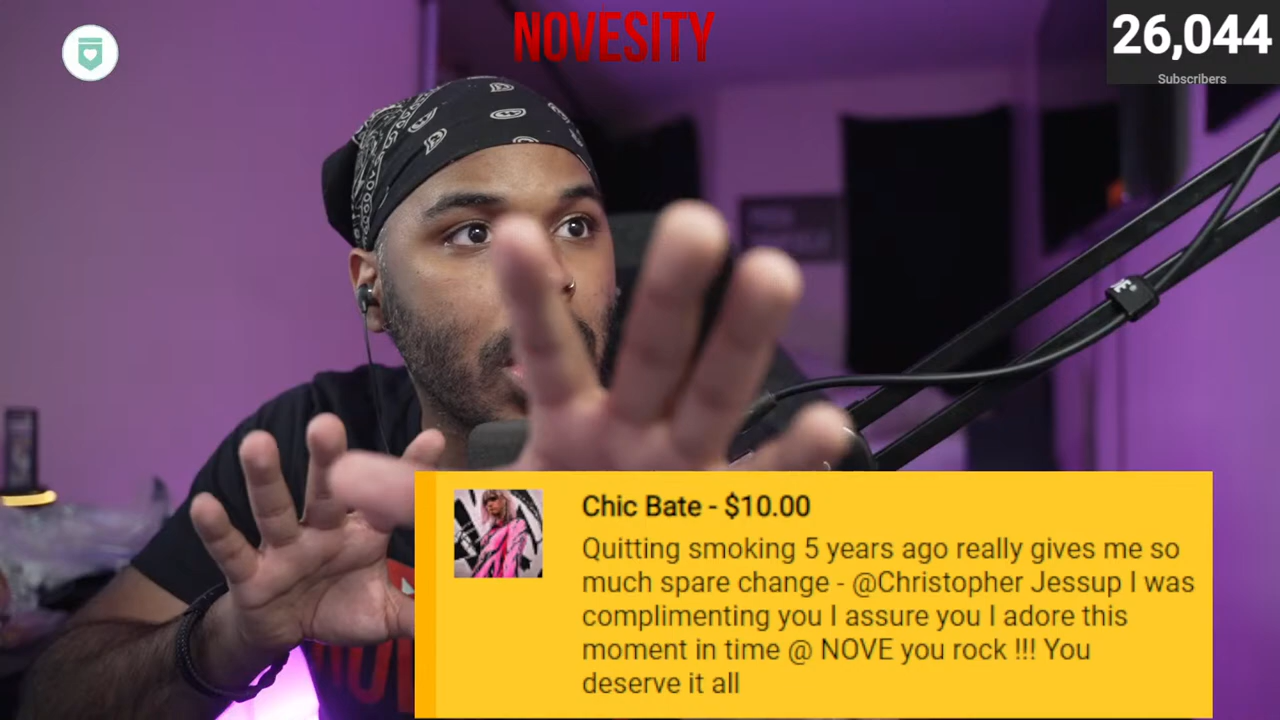 NOVESITY
26,044
Subscribers
Chic Bate - $10.00
Quitting smoking 5 years ago really gives me so
much spare change - @Christopher Jessup I was
complimenting you I assure you I adore this
moment in time @ NOVE you rock !!! You
deserve it all